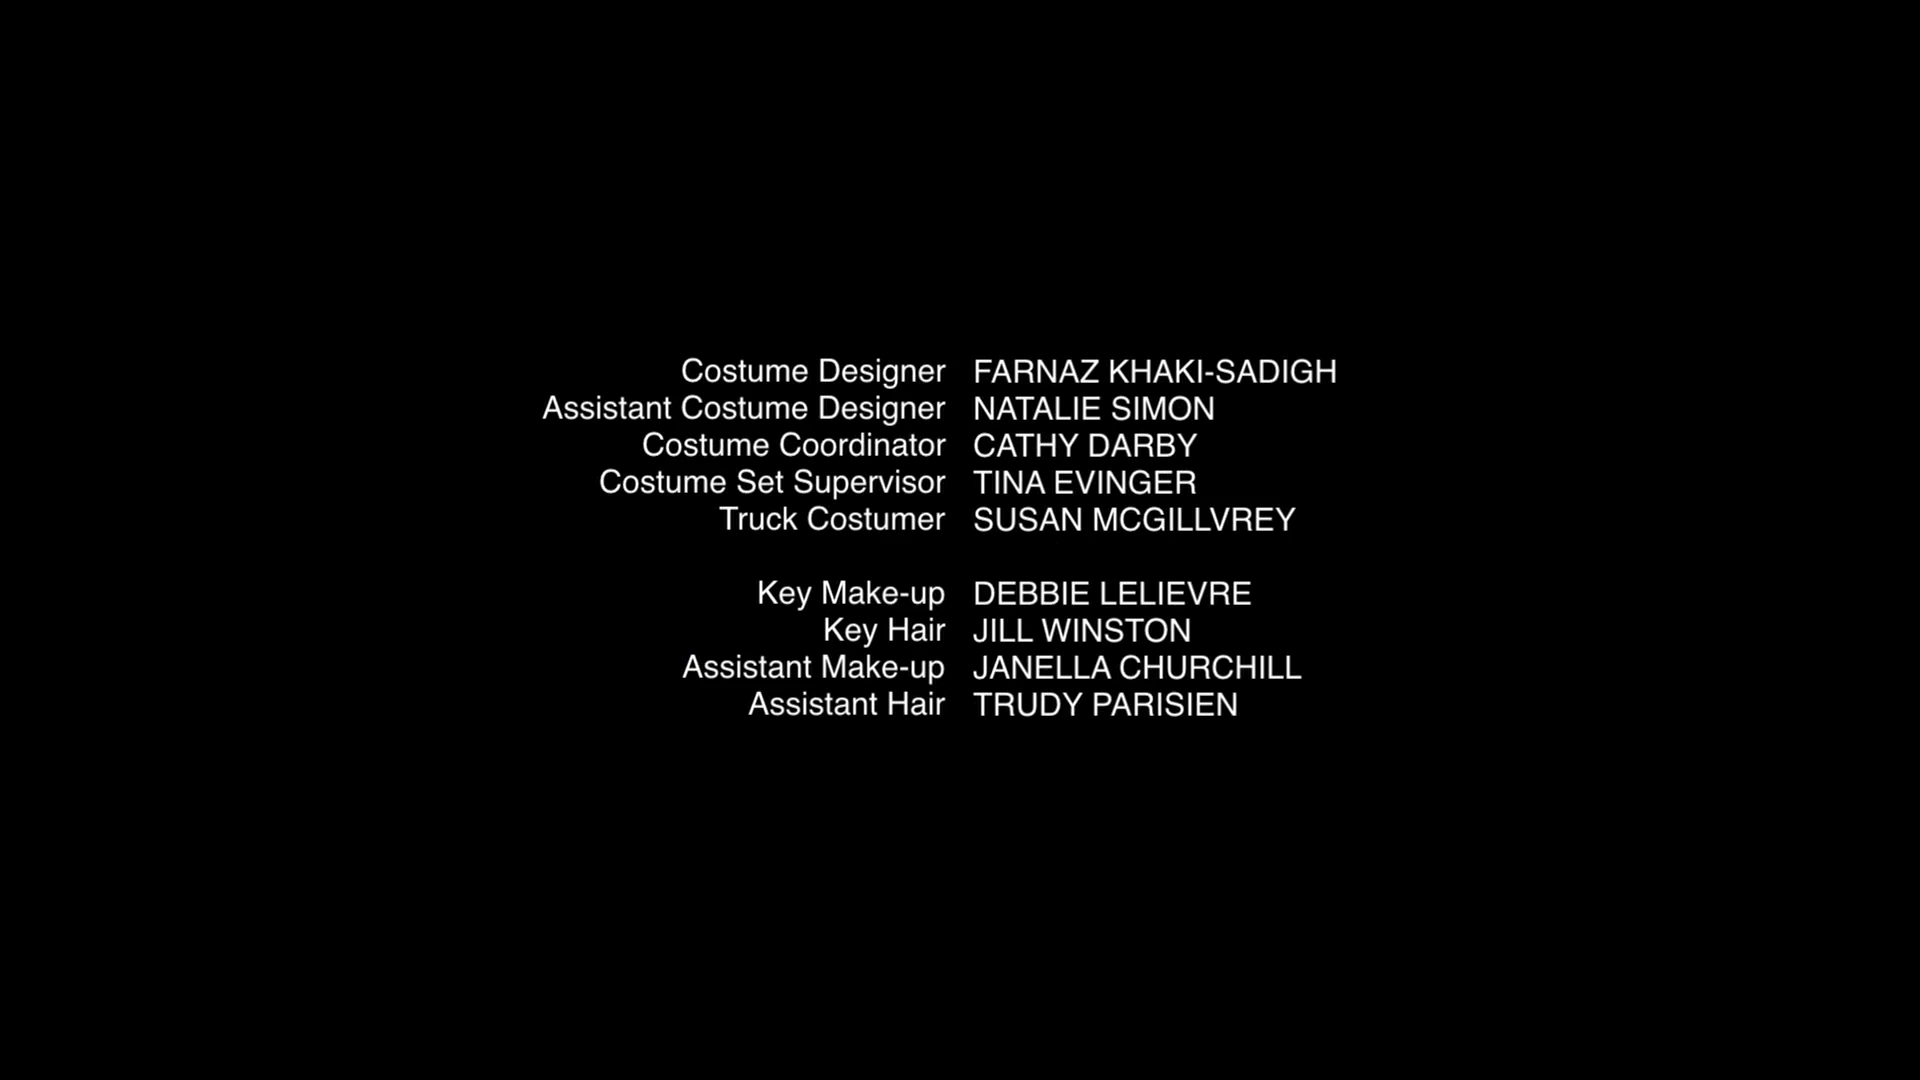 Costume Designer FARNAZ KHAKI-SADIGH
Assistant Costume Designer NATALIE SIMON
Costume Coordinator CATHY DARBY
Costume Set Supervisor TINA EVINGER
Truck Costumer SUSAN MCGILLVREY
Key Make-up DEBBIE LELIEVRE
Key Hair JILL WINSTON
Assistant Make-up JANELLA CHURCHILL
Assistant Hair TRUDY PARISIEN